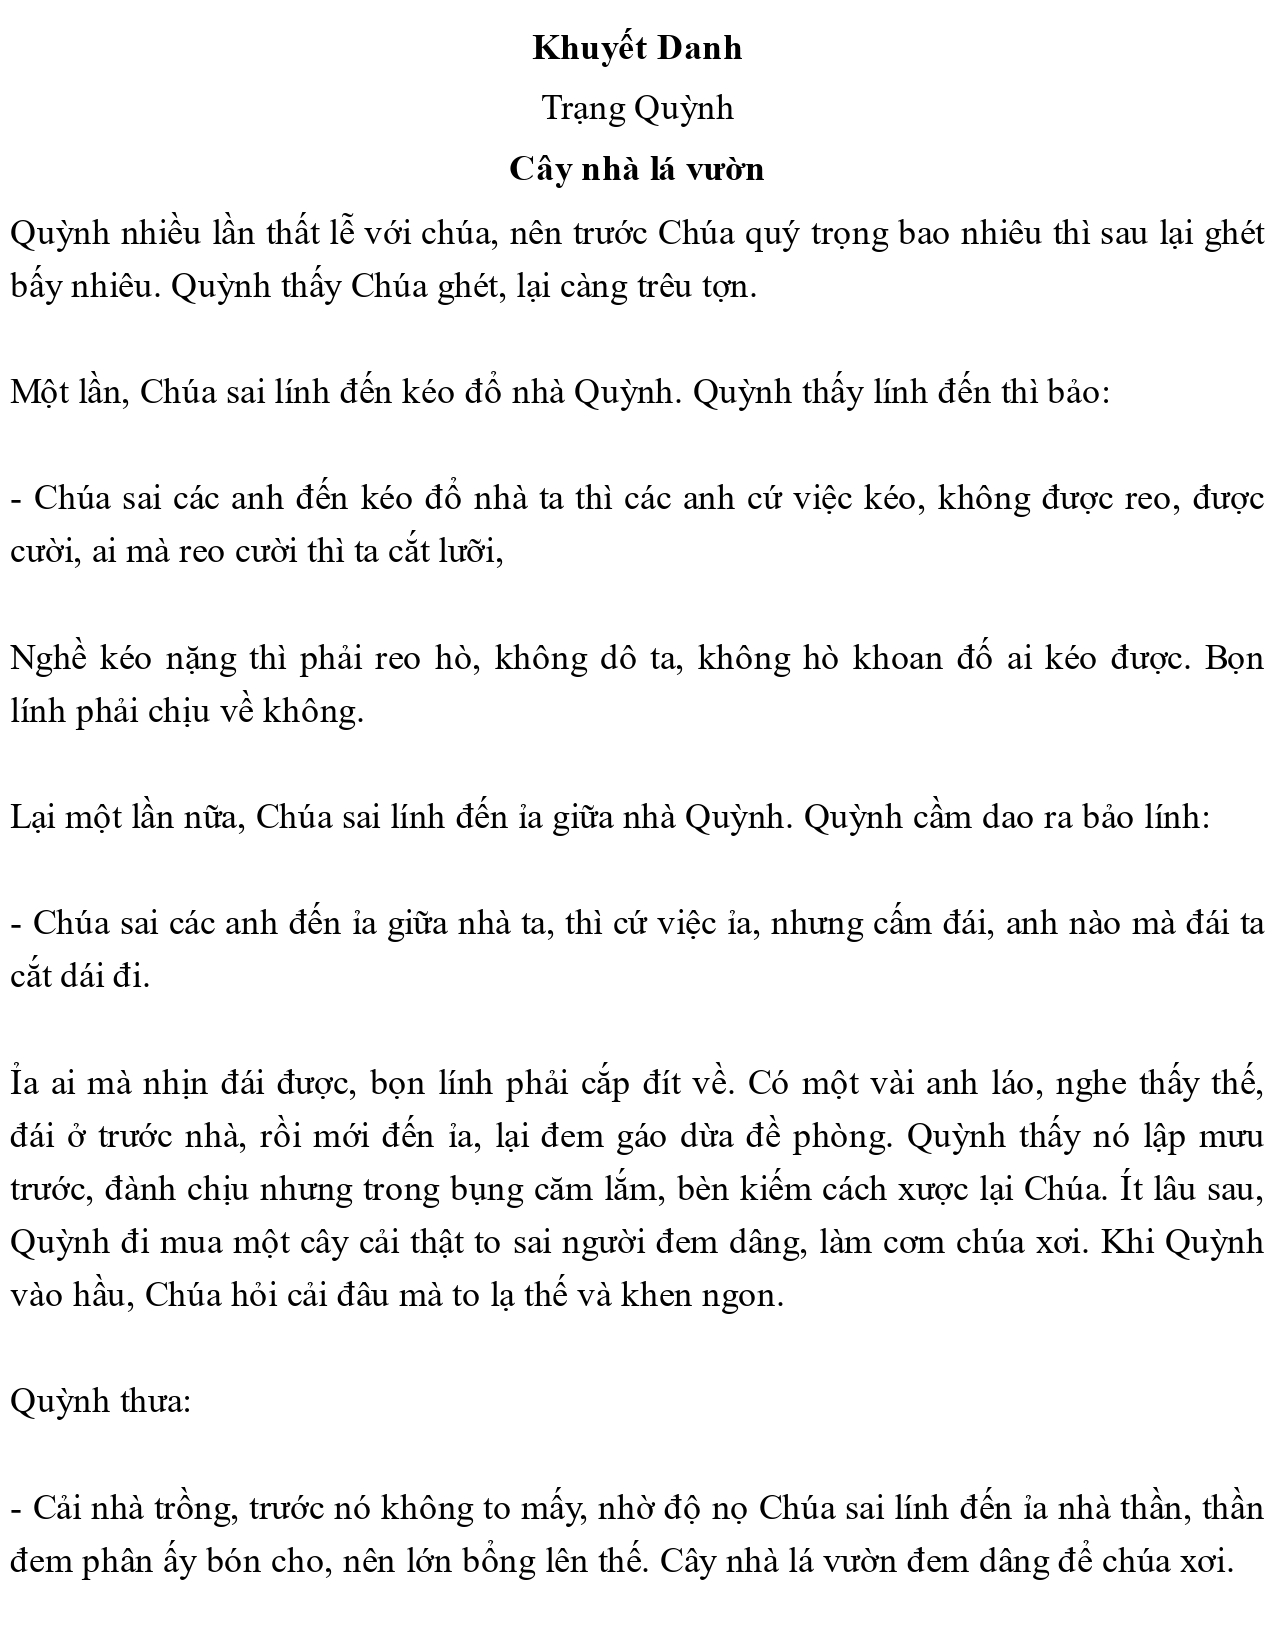 Khuyết Danh
Trạng Quỳnh
Cây nhà lá vườn
Quỳnh nhiều lần thất lễ với chúa, nên trước Chúa quý trọng bao nhiêu thì sau lại ghét
bấy nhiêu. Quỳnh thấy Chúa ghét, lại càng trêu tợn.
Một lần, Chúa sai lính đến kéo đổ nhà Quỳnh. Quỳnh thấy lính đến thì bảo:
- Chúa sai các anh đến kéo đổ nhà ta thì các anh cứ việc kéo, không được reo, được
cười, ai mà reo cười thì ta cắt lưỡi,
Nghề kéo nặng thì phải reo hò, không dô ta, không hò khoan đố ai kéo được. Bọn
lính phải chịu về không.
Lại một lần nữa, Chúa sai lính đến ỉa giữa nhà Quỳnh. Quỳnh cầm dao ra bảo lính:
- Chúa sai các anh đến ỉa giữa nhà ta, thì cứ việc ỉa, nhưng cấm đái, anh nào mà đái ta
cắt dái đi.
Ỉa ai mà nhịn đái được, bọn lính phải cắp đít về. Có một vài anh láo, nghe thấy thế,
đái ở trước nhà, rồi mới đến ỉa, lại đem gáo dừa đề phòng. Quỳnh thấy nó lập mưu
trước, đành chịu nhưng trong bụng căm lắm, bèn kiếm cách xược lại Chúa. Ít lâu sau,
Quỳnh đi mua một cây cải thật to sai người đem dâng, làm cơm chúa xơi. Khi Quỳnh
vào hầu, Chúa hỏi cải đâu mà to lạ thế và khen ngon.
Quỳnh thưa:
- Cải nhà trồng, trước nó không to mấy, nhờ độ nọ Chúa sai lính đến ỉa nhà thần, thần
đem phân ấy bón cho, nên lớn bổng lên thế. Cây nhà lá vườn đem dâng để chúa xơi.